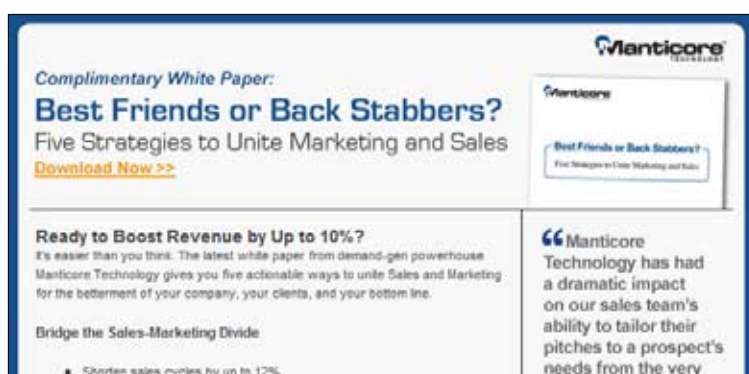 Manticore
TECHNOLOGY
Complimentary White Paper:
Best Friends or Back Stabbers?
Five Strategies to Unite Marketing and Sales
Download Now >>
Manticore
Best Friends or Back Stabbers?
Five Strategies to Unite Marketing and Sales
Ready to Boost Revenue by Up to 10%?
It's easier than you think. The latest white paper from demand-gen powerhouse
Manticore Technology gives you five actionable ways to unite Sales and Marketing
for the betterment of your company, your clients, and your bottom line.
Bridge the Sales-Marketing Divide
Shorten sales cycles by up to 12%
“Manticore
Technology has had
a dramatic impact
on our sales team's
ability to tailor their
pitches to a prospect's
needs from the very